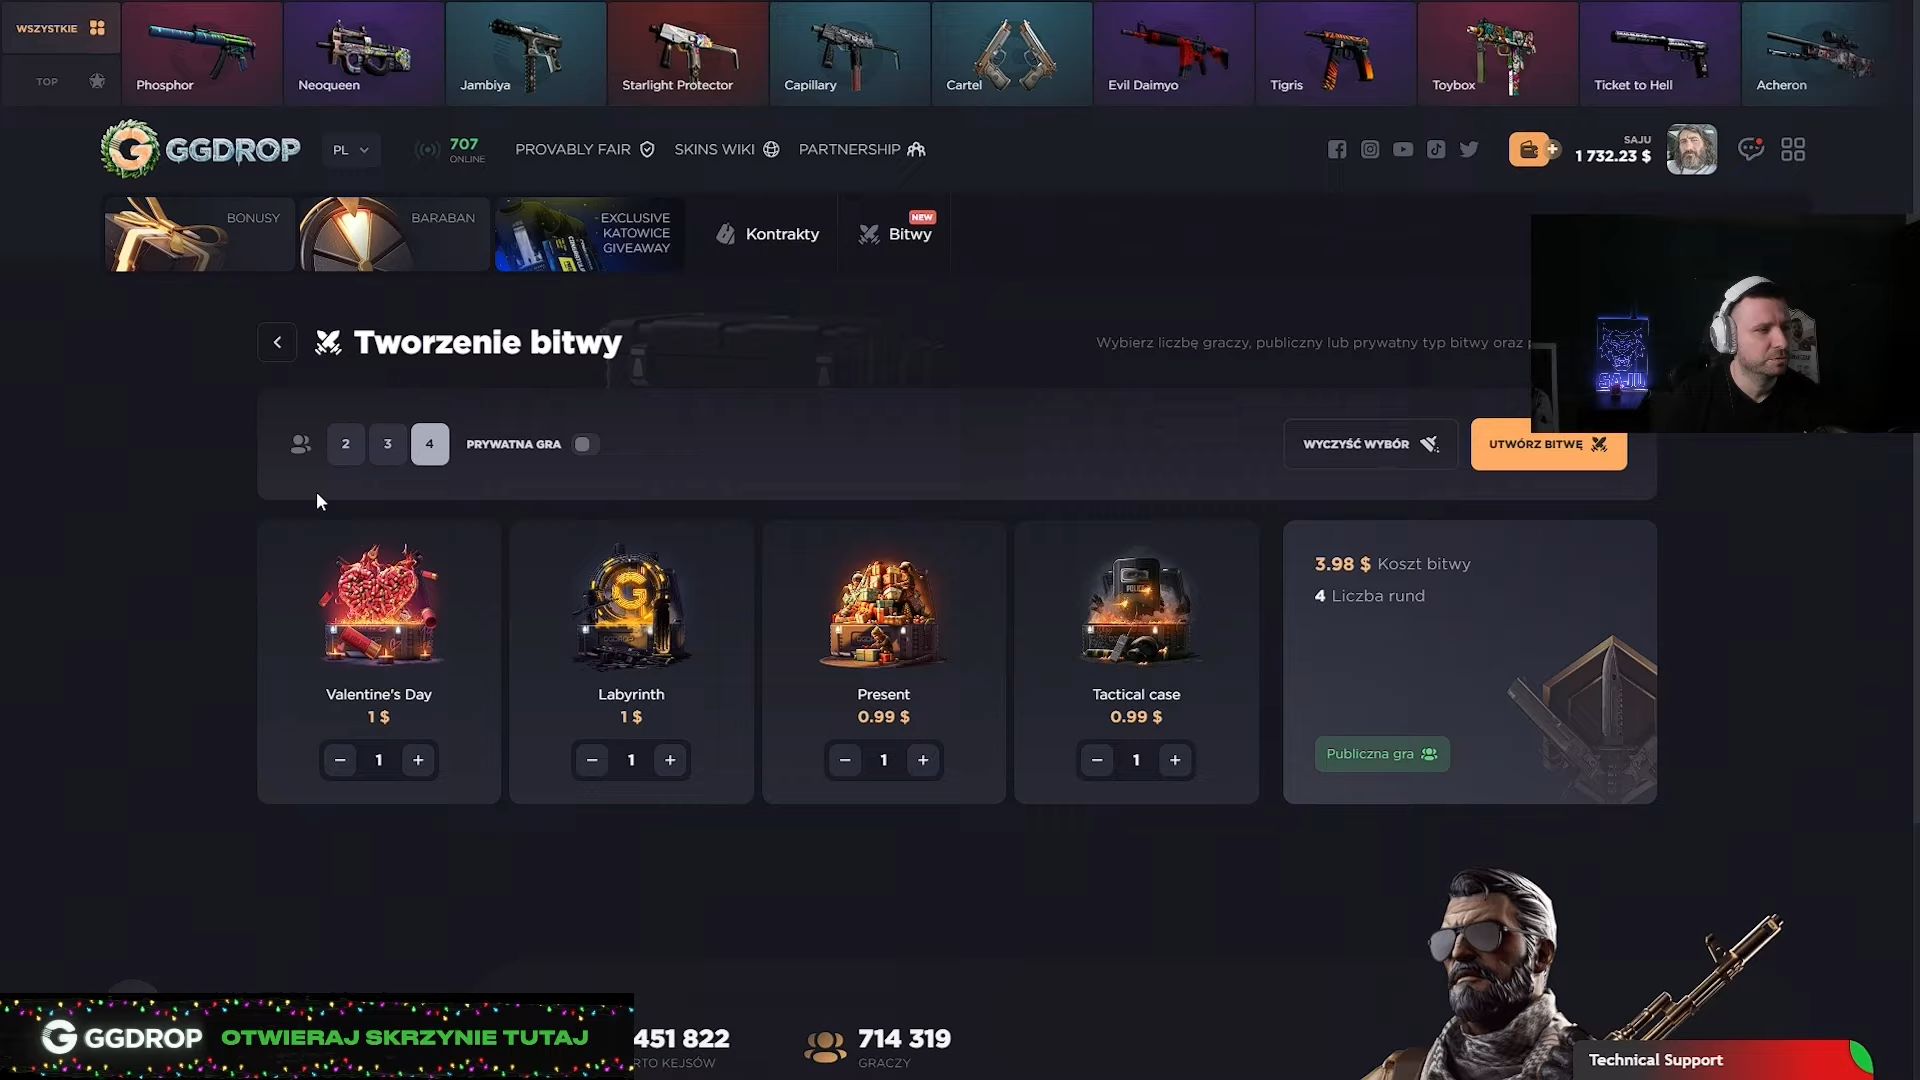 WSZYSTKIE
TOP
Phosphor
Neoqueen
Jambiya
Starlight Protector
Capillary
Cartel
Evil Daimyo
Tigris
Toybox
Ticket to Hell
Acheron
GGDROP
PL
707
ONLINE
PROVABLY FAIR
SKINS WIKI
PARTNERSHIP
SAJU
1 732.23 $
BONUSY
BARABAN
EXCLUSIVE
KATOWICE
GIVEAWAY
Kontrakty
NEW
Bitwy
Tworzenie bitwy
Wybierz liczbę graczy, publiczny lub prywatny typ bitwy oraz
SAJU
2
3
4
PRYWATNA GRA
WYCZYŚĆ WYBÓR
UTWÓRZ BITWĘ
Valentine's Day
1 $
1
Labyrinth
1 $
1
Present
0.99 $
1
POLICE
Tactical case
0.99 $
1
3.98 $ Koszt bitwy
4 Liczba rund
Publiczna gra
GGDROP OTWIERAJ SKRZYNIE TUTAJ
451 822
RTO KEJSÓW
714 319
GRACZY
Technical Support